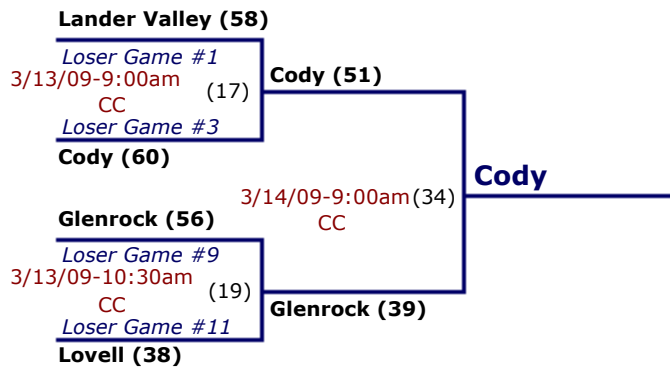 Lander Valley (58)
Loser Game #1
3/13/09-9:00am
CC
(17)
Loser Game #3
Cody (60)
Cody (51)
3/14/09-9:00am
CC
(34)
Cody
Glenrock (56)
Loser Game #9
3/13/09-10:30am
CC
(19)
Loser Game #11
Lovell (38)
Glenrock (39)